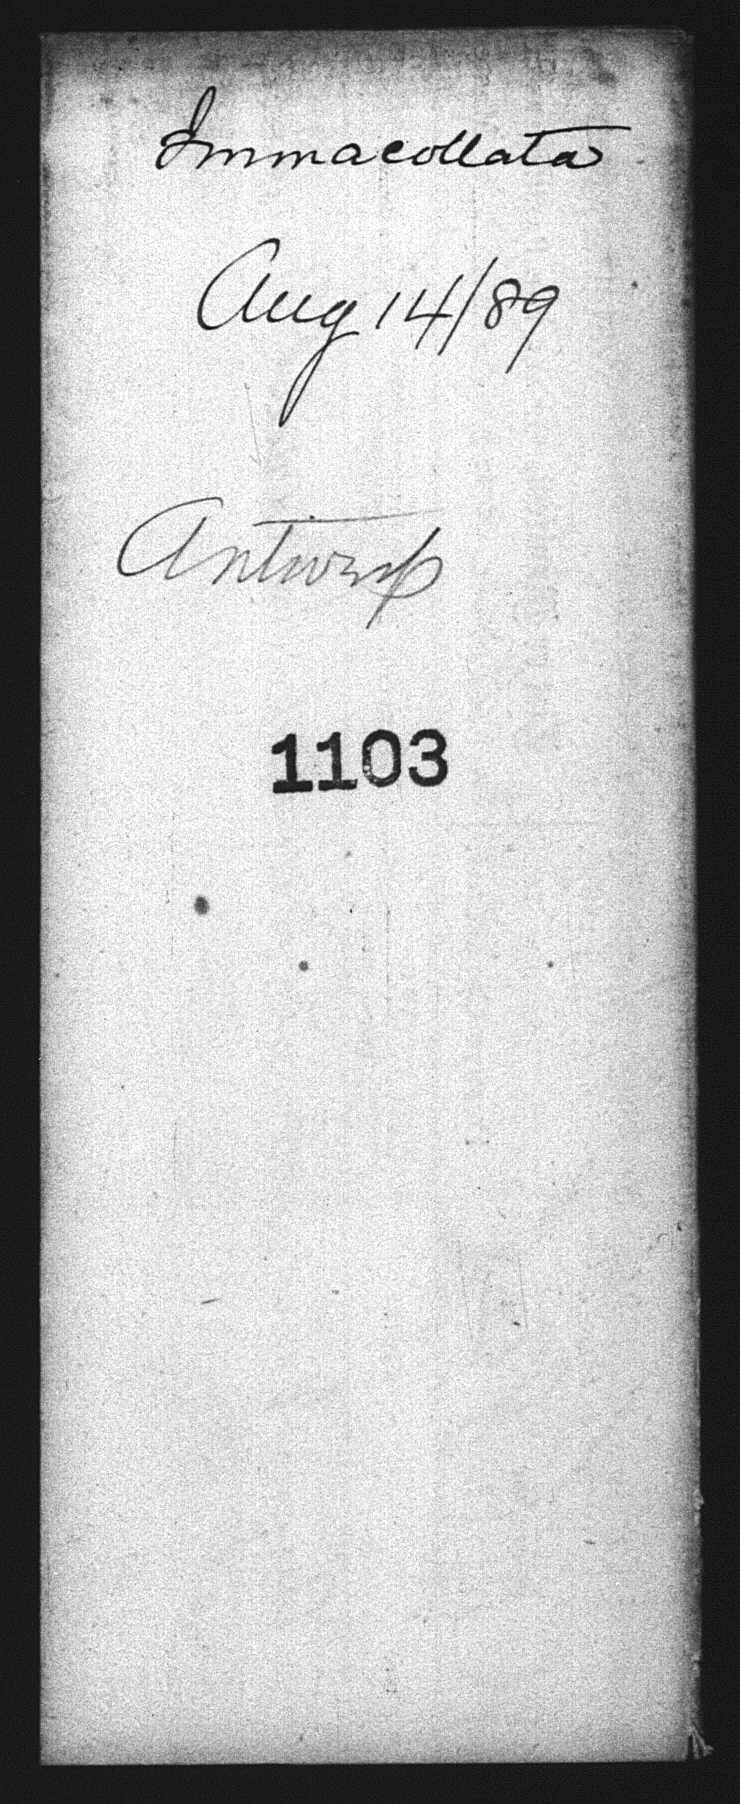 Immacollata
Aug 14/89
Antwerp
1103